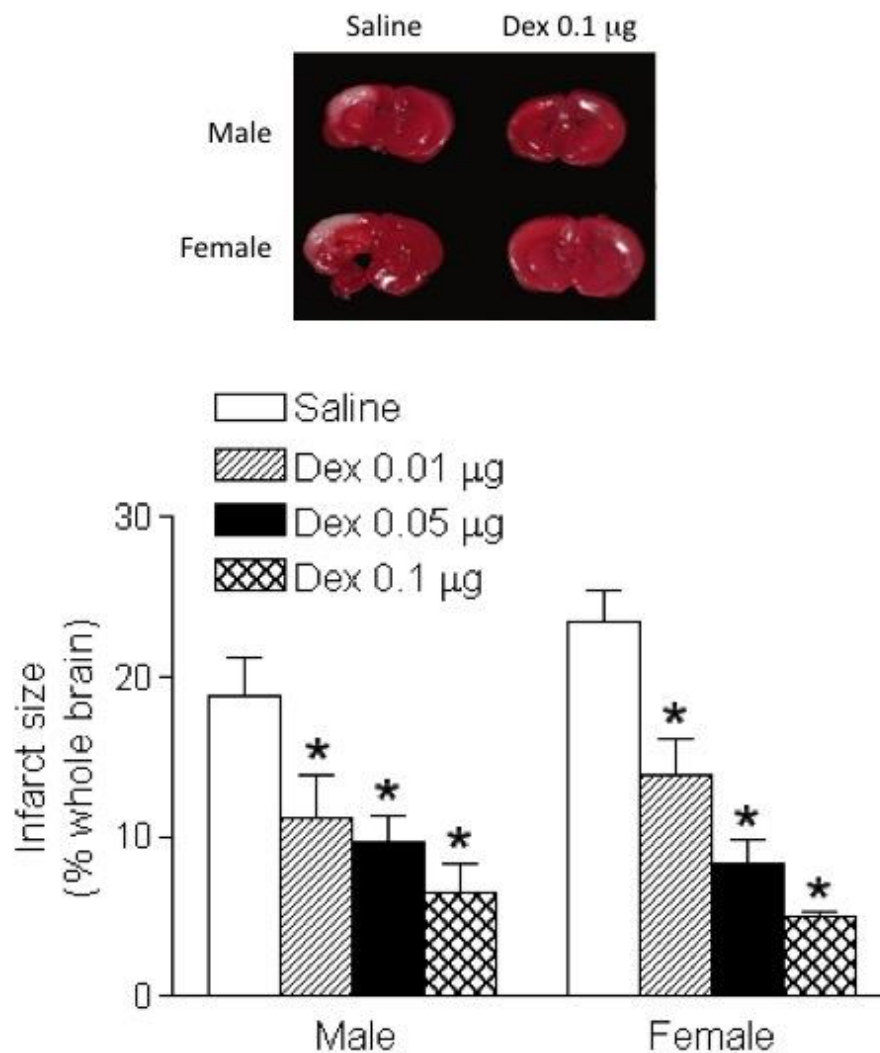 Saline Dex 0.1 μg
Male
Female
Saline
Dex 0.01 μg
Dex 0.05 μg
Dex 0.1 μg
30
20
10
0
Infarct size
(% whole brain)
* * *
* * *
Male Female